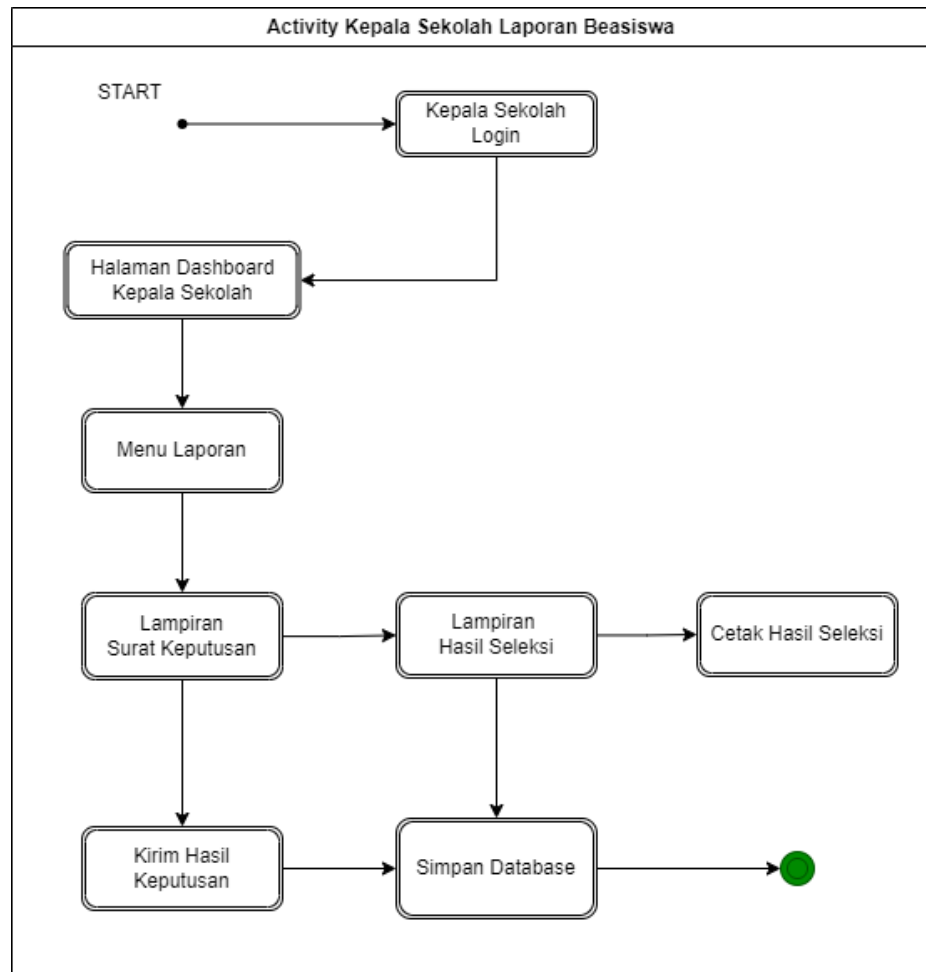 Activity Kepala Sekolah Laporan Beasiswa
START
Kepala Sekolah
Login
Halaman Dashboard
Kepala Sekolah
Menu Laporan
Lampiran
Surat Keputusan
Lampiran
Hasil Seleksi
Cetak Hasil Seleksi
Kirim Hasil
Keputusan
Simpan Database